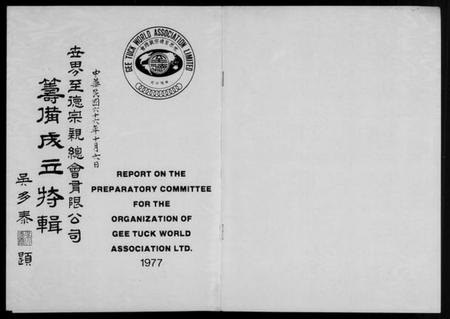 GEE TUCK WORLD ASSOCIATION LIMITED
中華民國六十六年十月六日
世界至德宗親總會有限公司
籌備成立特輯
吳多泰 題
REPORT ON THE
PREPARATORY COMMITTEE
FOR THE
ORGANIZATION OF
GEE TUCK WORLD
ASSOCIATION LTD.
1977